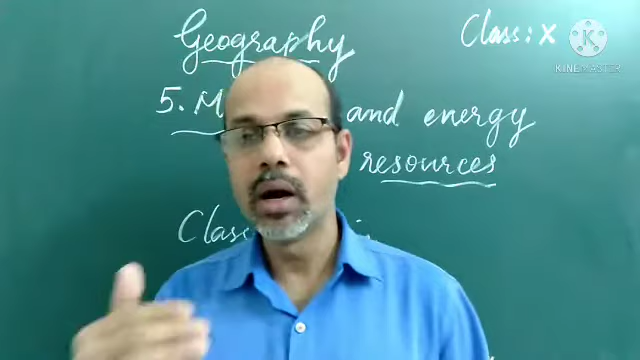 Geography
Class: X
5. M and energy
resources
Class
K
KINEMASTER